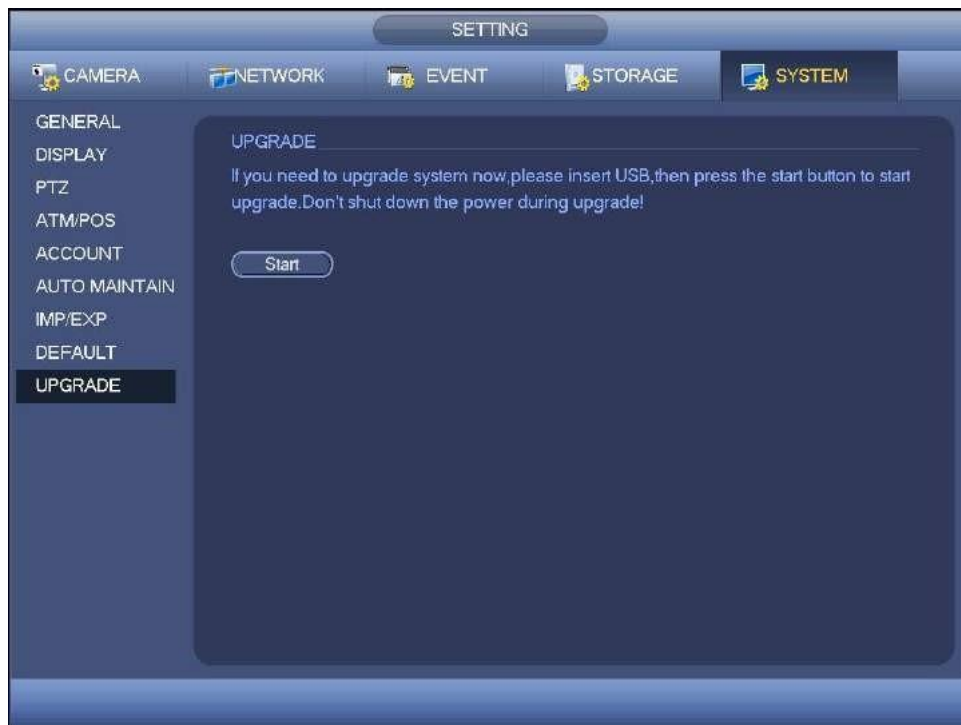 SETTING
CAMERA NETWORK EVENT STORAGE SYSTEM
GENERAL
DISPLAY
PTZ
ATM/POS
ACCOUNT
AUTO MAINTAIN
IMP/EXP
DEFAULT
UPGRADE
UPGRADE
If you need to upgrade system now,please insert USB,then press the start button to start
upgrade.Don't shut down the power during upgrade!
Start